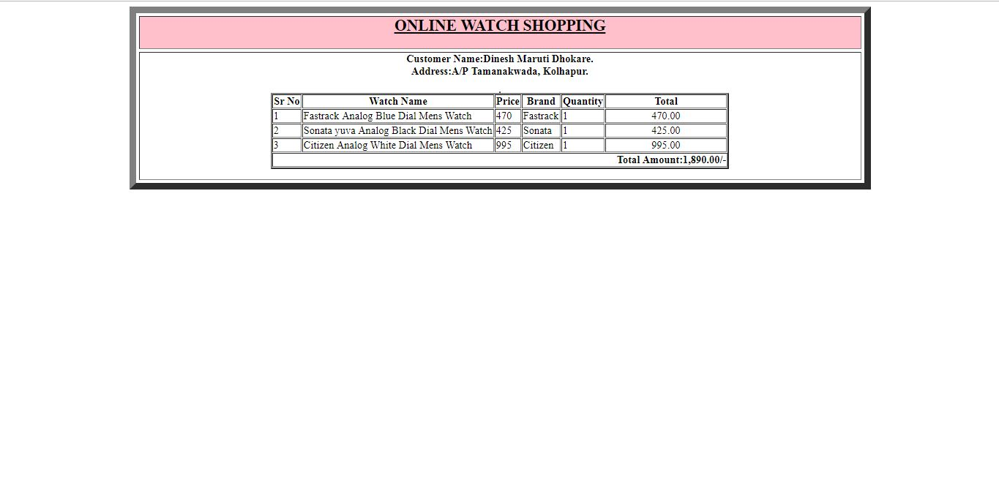 ONLINE WATCH SHOPPING
Customer Name:Dinesh Maruti Dhokare.
Address:A/P Tamanakwada, Kolhapur.
.
Sr No Watch Name Price Brand Quantity Total
1 Fastrack Analog Blue Dial Mens Watch 470 Fastrack 1 470.00
2 Sonata yuva Analog Black Dial Mens Watch 425 Sonata 1 425.00
3 Citizen Analog White Dial Mens Watch 995 Citizen 1 995.00
Total Amount:1,890.00/-